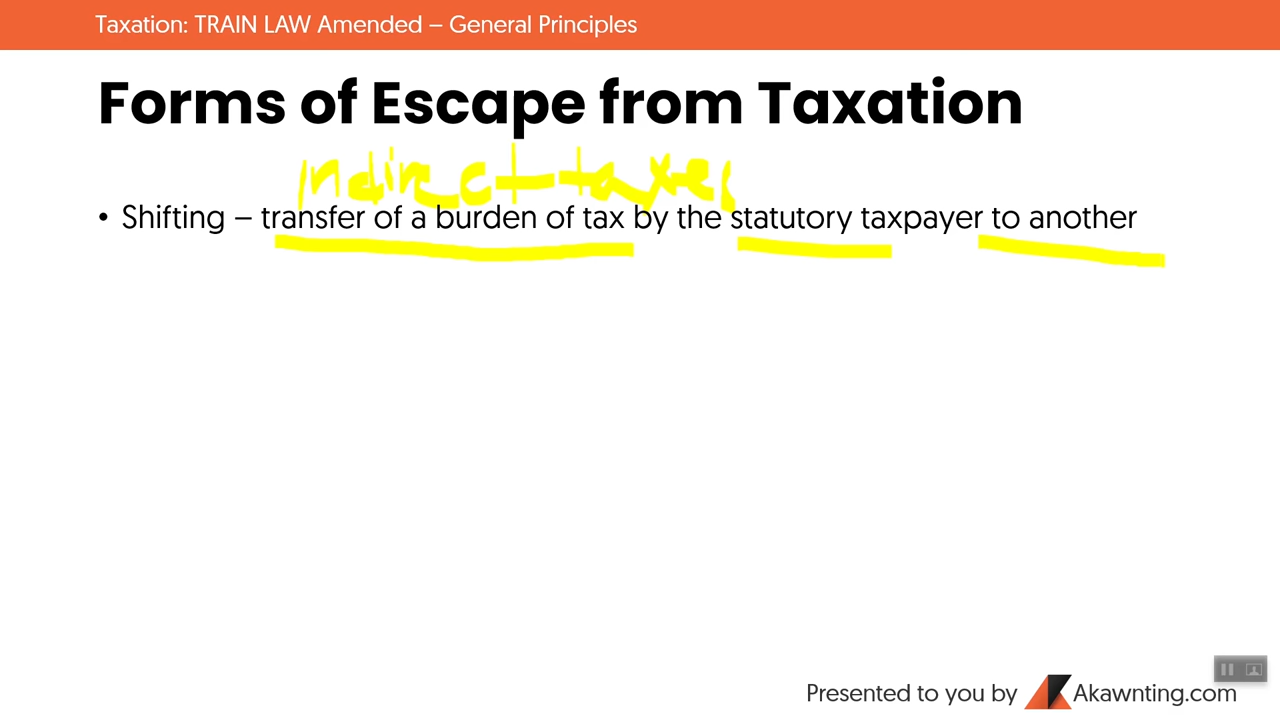 Taxation: TRAIN LAW Amended – General Principles
Forms of Escape from Taxation
Indirect taxes
• Shifting – transfer of a burden of tax by the statutory taxpayer to another
Presented to you by Akawnting.com